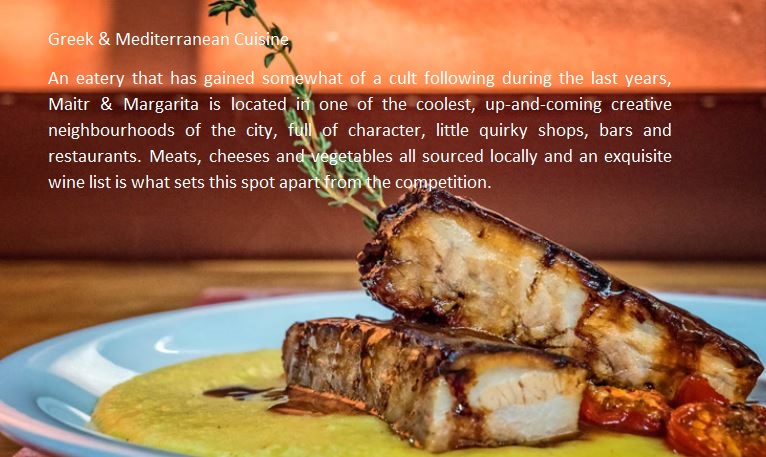 Greek & Mediterranean Cuisine
An eatery that has gained somewhat of a cult following during the last years,
Maitr & Margarita is located in one of the coolest, up-and-coming creative
neighbourhoods of the city, full of character, little quirky shops, bars and
restaurants. Meats, cheeses and vegetables all sourced locally and an exquisite
wine list is what sets this spot apart from the competition.